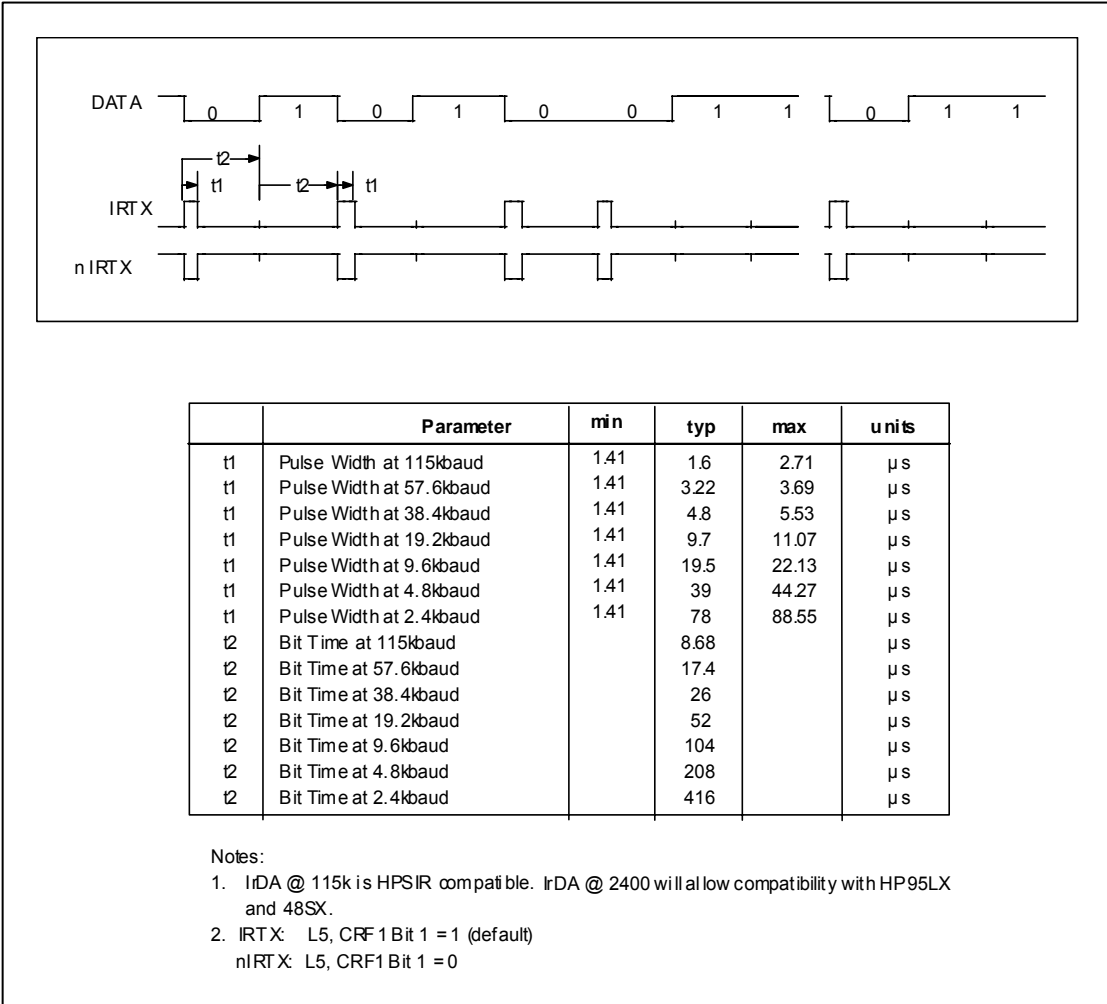 DATA 0 1 0 1 0 0 1 1 0 1 1
t2
t1 t2 t1
IRTX
nIRTX
Parameter min typ max units
t1 Pulse Width at 115kbaud 1.41 1.6 2.71 µs
t1 Pulse Width at 57.6kbaud 1.41 3.22 3.69 µs
t1 Pulse Width at 38.4kbaud 1.41 4.8 5.53 µs
t1 Pulse Width at 19.2kbaud 1.41 9.7 11.07 µs
t1 Pulse Width at 9.6kbaud 1.41 19.5 22.13 µs
t1 Pulse Width at 4.8kbaud 1.41 39 44.27 µs
t1 Pulse Width at 2.4kbaud 1.41 78 88.55 µs
t2 Bit Time at 115kbaud 8.68 µs
t2 Bit Time at 57.6kbaud 17.4 µs
t2 Bit Time at 38.4kbaud 26 µs
t2 Bit Time at 19.2kbaud 52 µs
t2 Bit Time at 9.6kbaud 104 µs
t2 Bit Time at 4.8kbaud 208 µs
t2 Bit Time at 2.4kbaud 416 µs
Notes:
1. IrDA @ 115k is HPSIR compatible. IrDA @ 2400 will allow compatibility with HP95LX
and 48SX.
2. IRTX: L5, CRF1 Bit 1 = 1 (default)
nIRTX: L5, CRF1 Bit 1 = 0